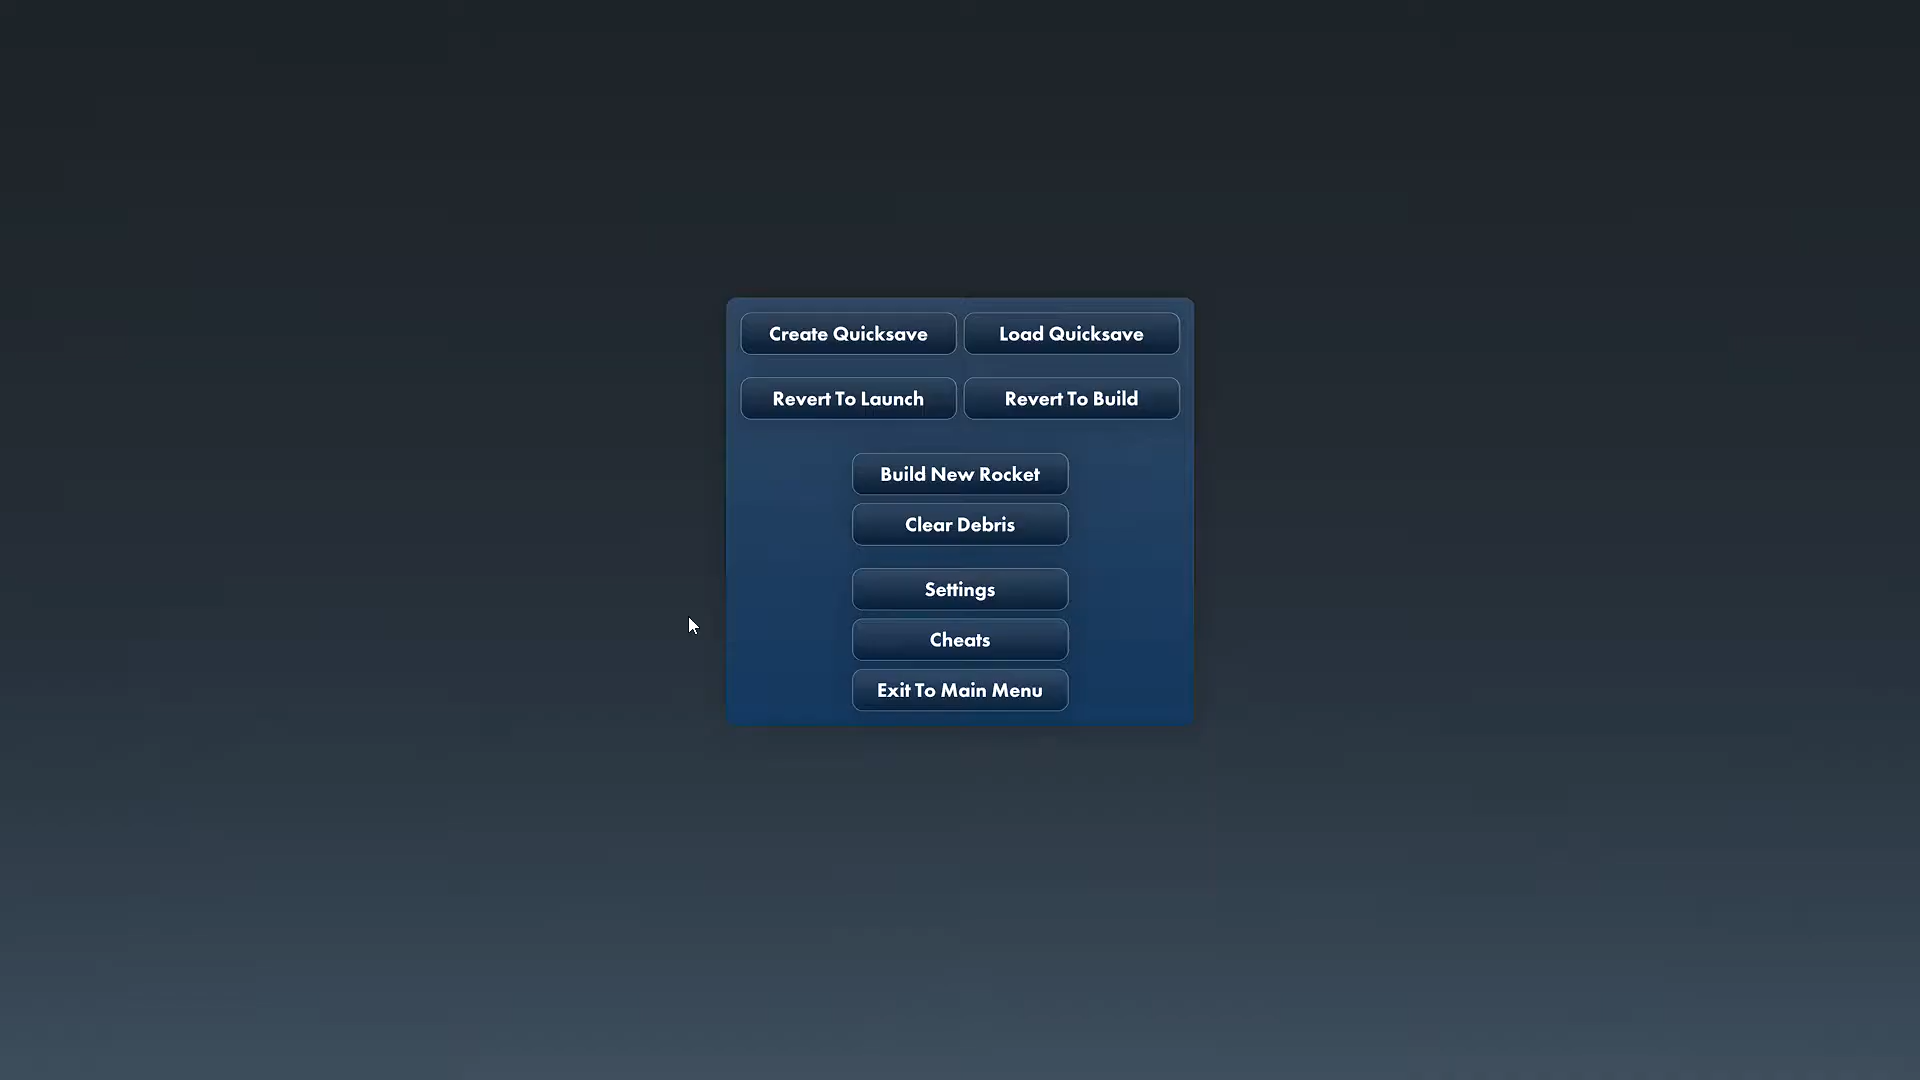 Create Quicksave
Load Quicksave
Revert To Launch
Revert To Build
Build New Rocket
Clear Debris
Settings
Cheats
Exit To Main Menu